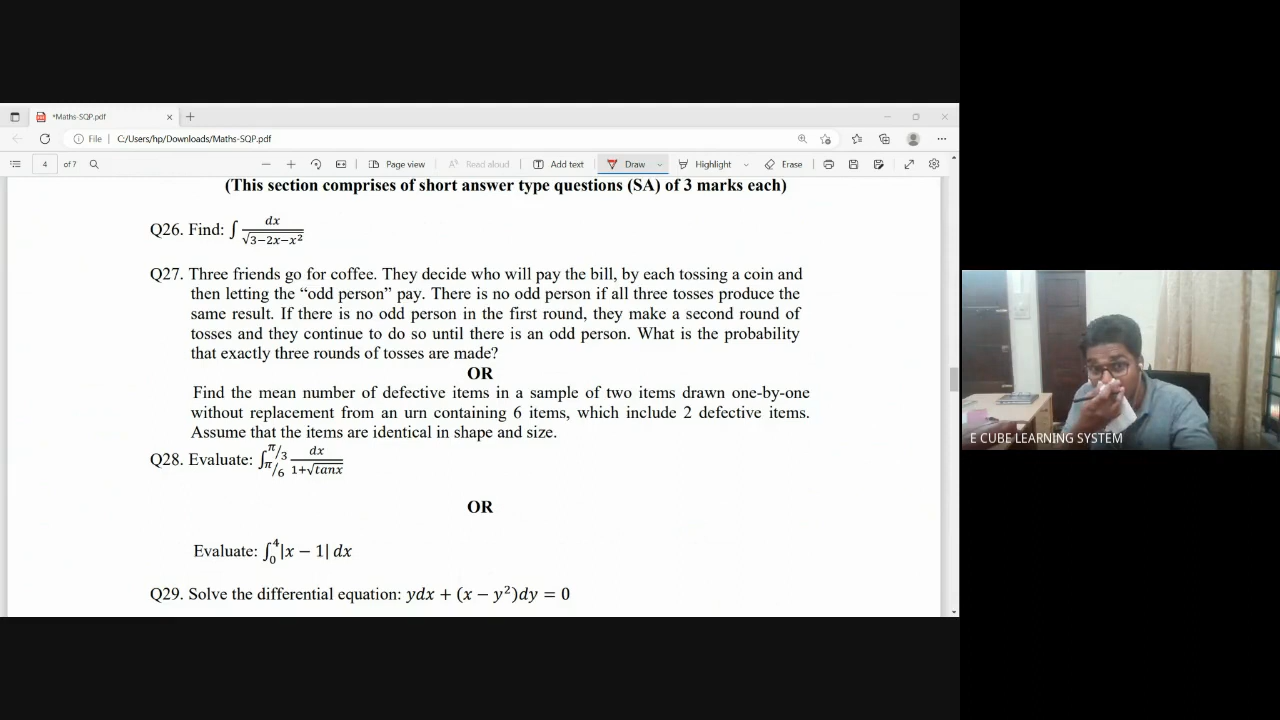 *Maths-SQP.pdf
File | C:/Users/hp/Downloads/Maths-SQP.pdf
4 of 7 Page view Read aloud Add text Draw Highlight Erase
(This section comprises of short answer type questions (SA) of 3 marks each)
Q26. Find: ∫ dx/√(3−2x−x²)
Q27. Three friends go for coffee. They decide who will pay the bill, by each tossing a coin and
then letting the “odd person” pay. There is no odd person if all three tosses produce the
same result. If there is no odd person in the first round, they make a second round of
tosses and they continue to do so until there is an odd person. What is the probability
that exactly three rounds of tosses are made?
OR
Find the mean number of defective items in a sample of two items drawn one-by-one
without replacement from an urn containing 6 items, which include 2 defective items.
Assume that the items are identical in shape and size.
Q28. Evaluate: ∫_{π/6}^{π/3} dx/(1+√tanx)
OR
Evaluate: ∫_0^4 |x − 1| dx
Q29. Solve the differential equation: ydx + (x − y²)dy = 0
E CUBE LEARNING SYSTEM